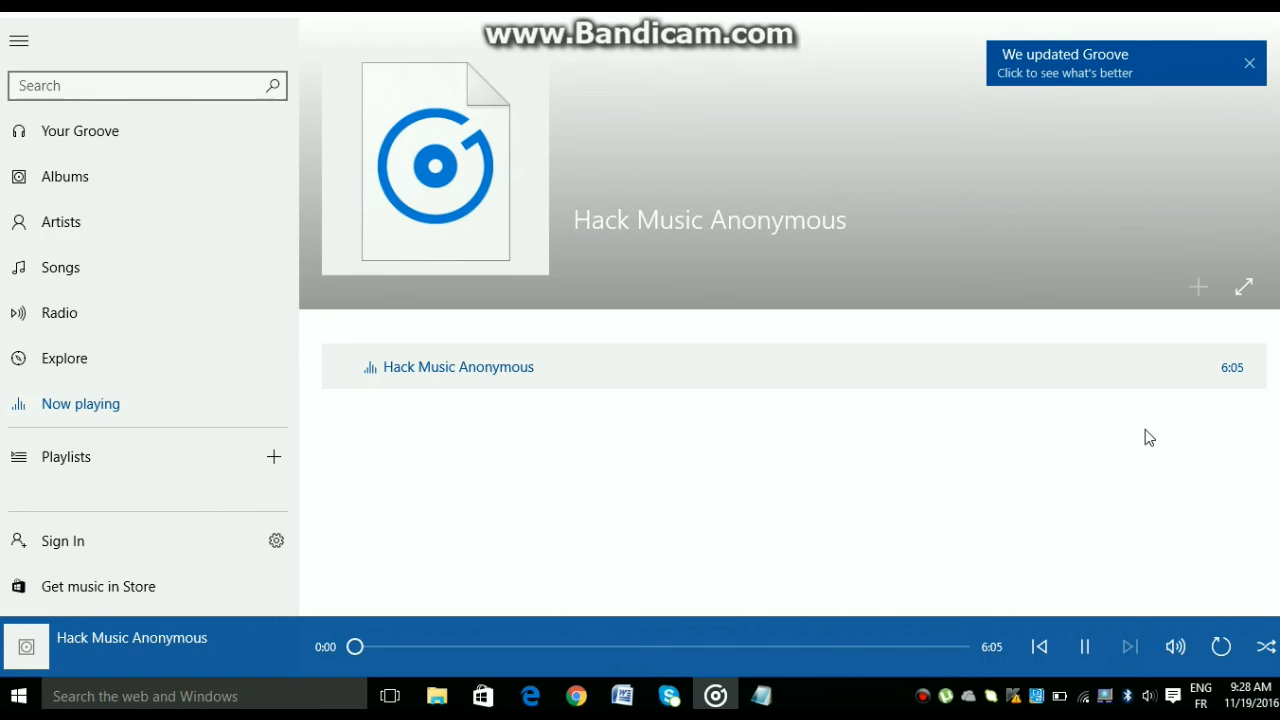 www.Bandicam.com
We updated Groove
Click to see what's better
Search
Your Groove
Albums
Artists
Songs
Radio
Explore
Now playing
Playlists
Sign In
Get music in Store
Hack Music Anonymous
Hack Music Anonymous 6:05
Hack Music Anonymous
0:00
6:05
Search the web and Windows
ENG
FR
9:28 AM
11/19/2016